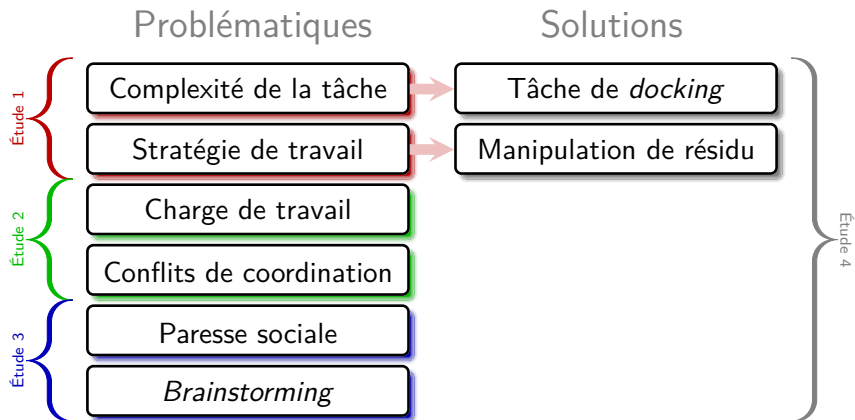 Problématiques
Solutions
Étude 1
Complexité de la tâche
Tâche de docking
Stratégie de travail
Manipulation de résidu
Étude 2
Charge de travail
Conflits de coordination
Étude 3
Paresse sociale
Brainstorming
Étude 4